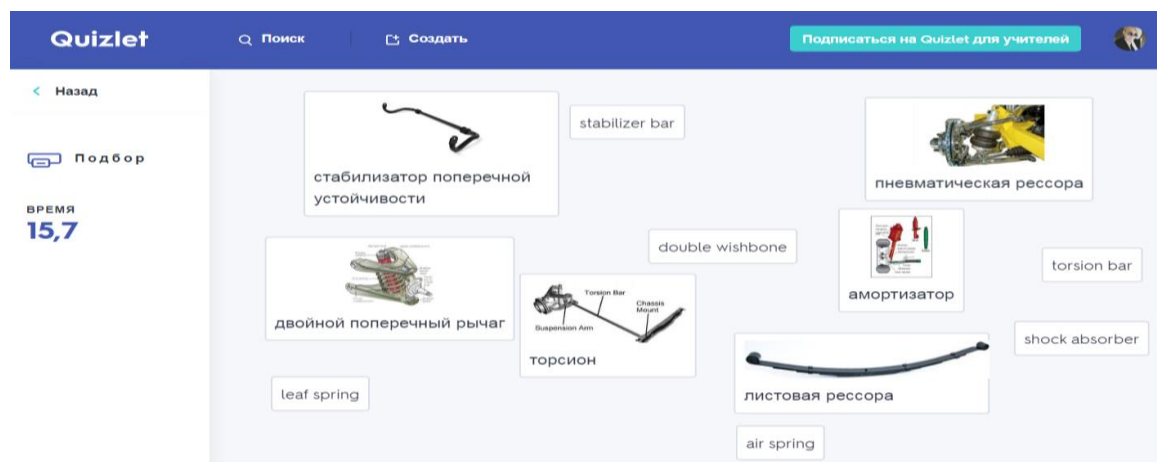 Quizlet
Поиск
Создать
Подписаться на Quizlet для учителей
Назад
Подбор
ВРЕМЯ
15,7
стабилизатор поперечной
устойчивости
stabilizer bar
пневматическая рессора
двойной поперечный рычаг
double wishbone
Torsion Bar
Chassis
Mount
Suspension Arm
торсион
амортизатор
torsion bar
shock absorber
leaf spring
листовая рессора
air spring